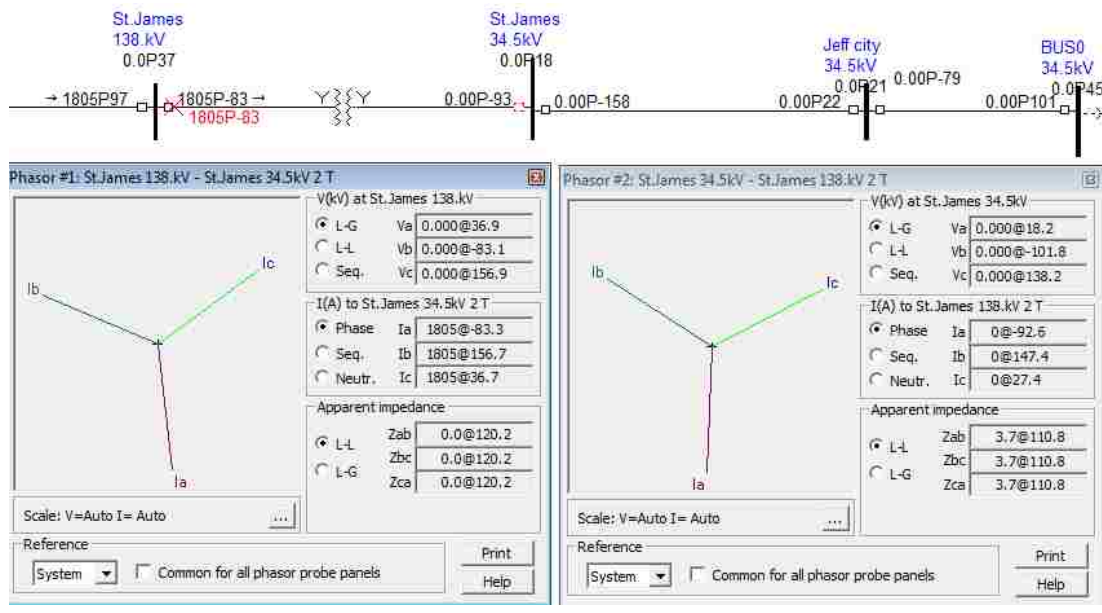 St.James
138.kV
0.0P37
St.James
34.5kV
0.0P18
Jeff city
34.5kV
0.0P21
0.00P-79
BUS0
34.5kV
0.0P45
→ 1805P97
1805P-83 →
1805P-83
0.00P-93
0.00P-158
0.00P22
0.00P101
Phasor #1: St.James 138.kV - St.James 34.5kV 2 T
V(kV) at St.James 138.kV
L-G Va 0.000@36.9
L-L Vb 0.000@-83.1
Seq. Vc 0.000@156.9
I(A) to St.James 34.5kV 2 T
Phase Ia 1805@-83.3
Seq. Ib 1805@156.7
Neutr. Ic 1805@36.7
Apparent impedance
L-L Zab 0.0@120.2
Zbc 0.0@120.2
L-G Zca 0.0@120.2
Ib
Ic
Ia
Scale: V=Auto I= Auto
...
Reference
System
Common for all phasor probe panels
Print
Help
Phasor #2: St.James 34.5kV - St.James 138.kV 2 T
V(kV) at St.James 34.5kV
L-G Va 0.000@18.2
L-L Vb 0.000@-101.8
Seq. Vc 0.000@138.2
I(A) to St.James 138.kV 2 T
Phase Ia 0@-92.6
Seq. Ib 0@147.4
Neutr. Ic 0@27.4
Apparent impedance
L-L Zab 3.7@110.8
Zbc 3.7@110.8
L-G Zca 3.7@110.8
Ib
Ic
Ia
Scale: V=Auto I= Auto
...
Reference
System
Common for all phasor probe panels
Print
Help